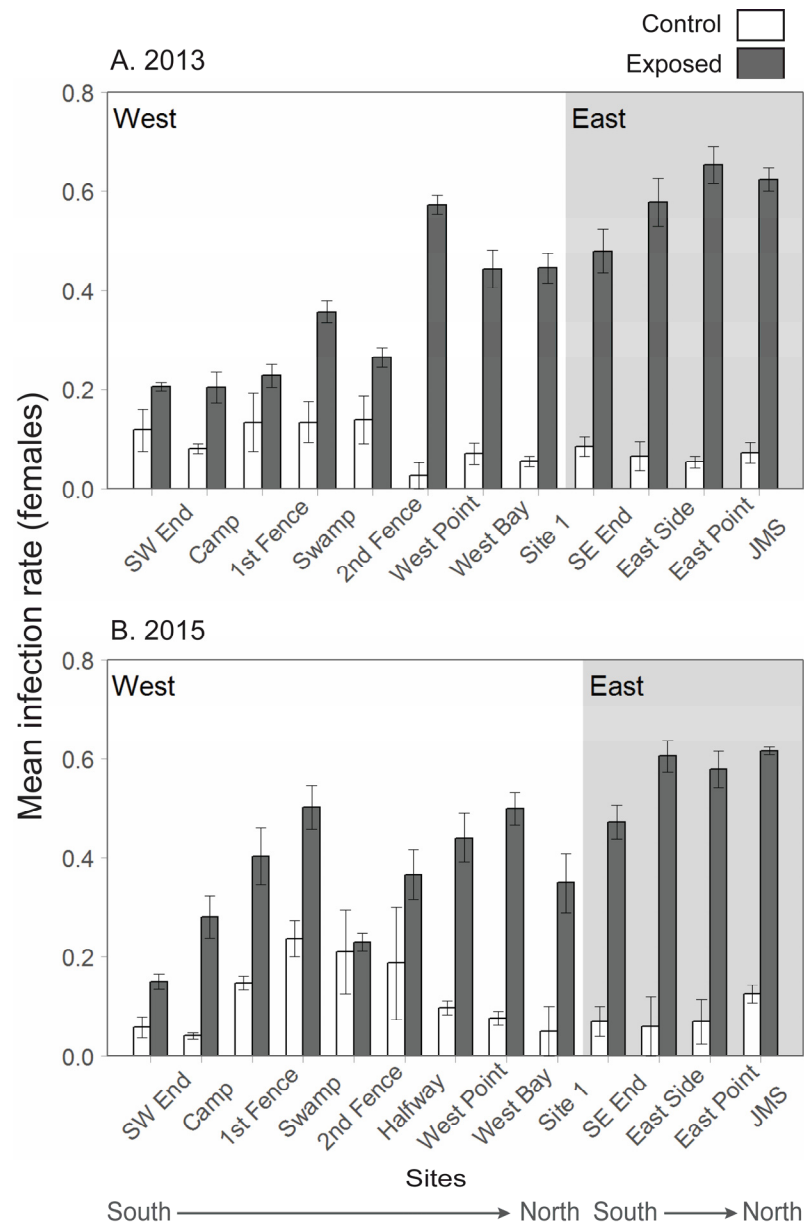 Control
Exposed
A. 2013
Mean infection rate (females)
0.8
0.6
0.4
0.2
0.0
West
East
SW End
Camp
1st Fence
Swamp
2nd Fence
West Point
West Bay
Site 1
SE End
East Side
East Point
JMS
B. 2015
0.8
0.6
0.4
0.2
0.0
West
East
SW End
Camp
1st Fence
Swamp
2nd Fence
Halfway
West Point
West Bay
Site 1
SE End
East Side
East Point
JMS
Sites
South North South North